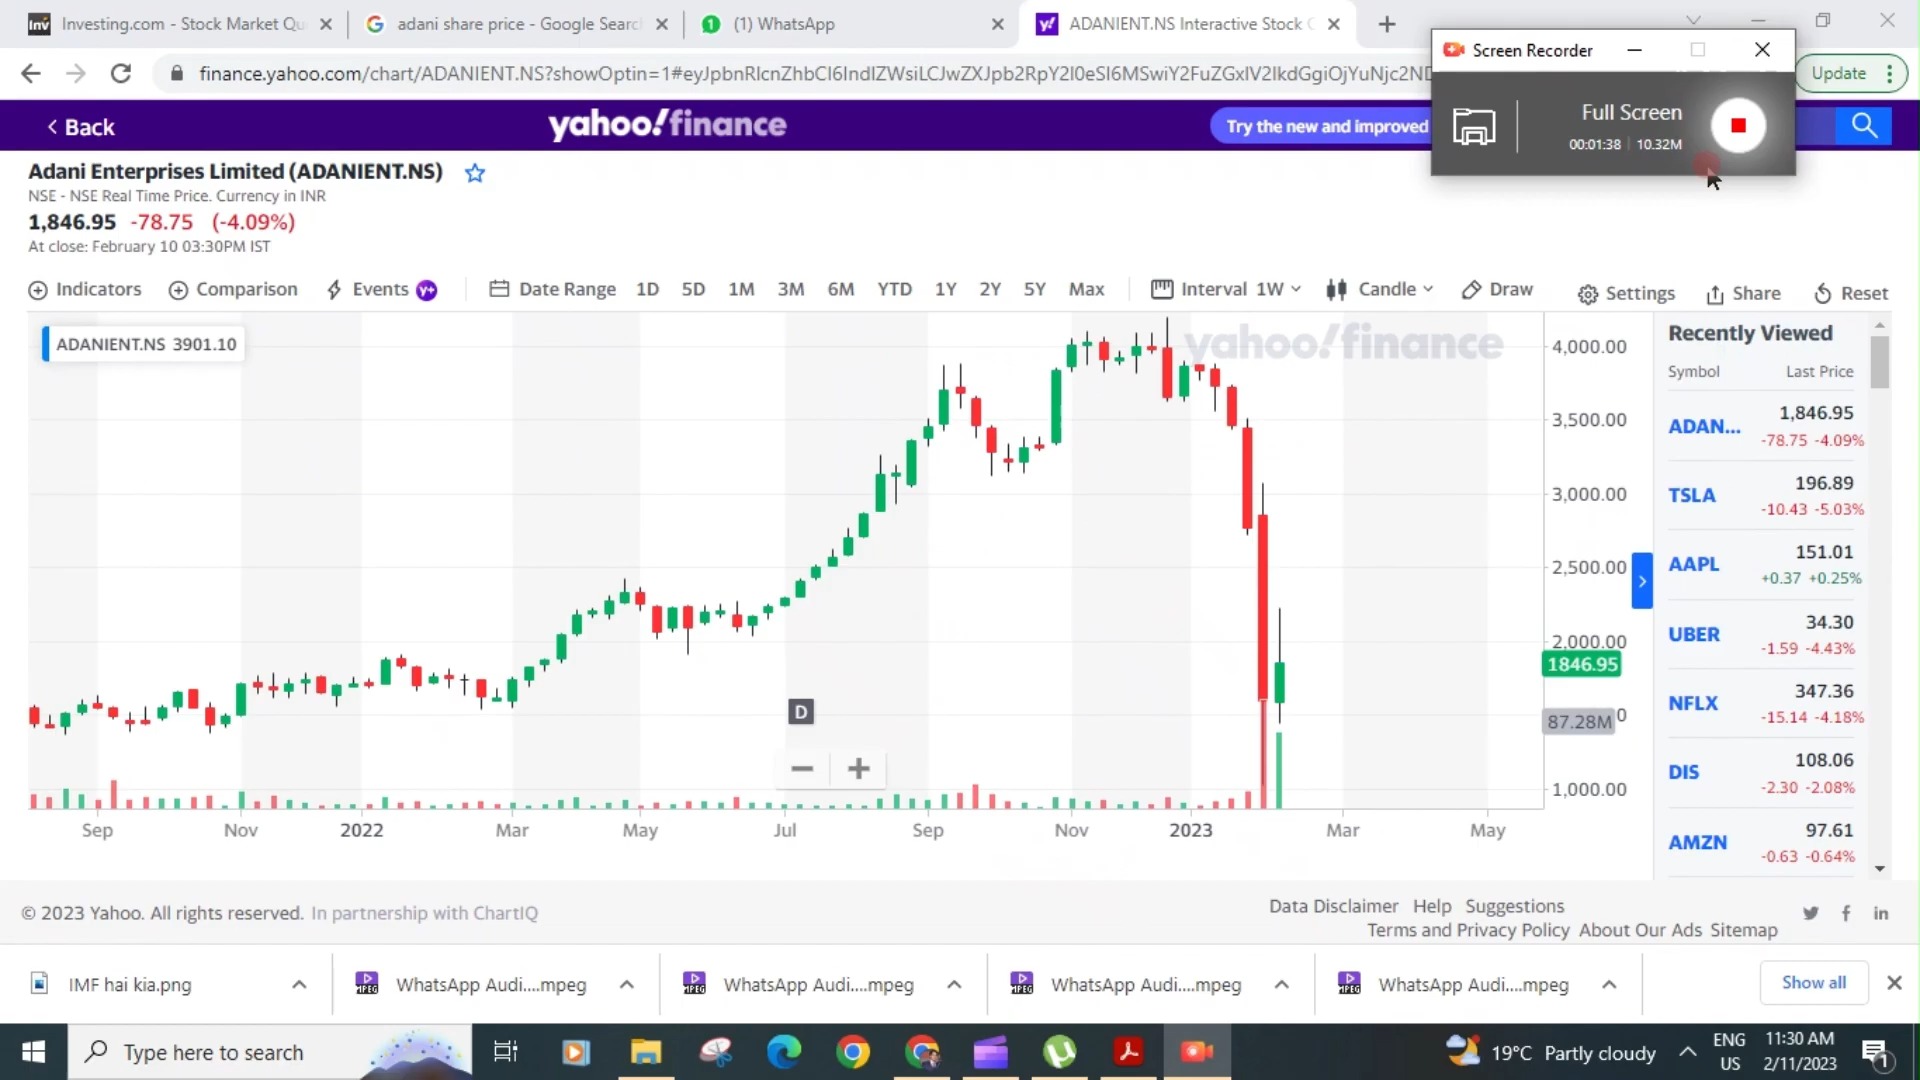 Investing.com - Stock Market Qu
adani share price - Google Searc
(1) WhatsApp
ADANIENT.NS Interactive Stock C
Screen Recorder
Update
Full Screen
00:01:38 10.32M
Back
yahoo!finance
Try the new and improved
Adani Enterprises Limited (ADANIENT.NS)
NSE - NSE Real Time Price. Currency in INR
1,846.95 -78.75 (-4.09%)
At close: February 10 03:30PM IST
Indicators
Comparison
Events Y+
Date Range
1D 5D 1M 3M 6M YTD 1Y 2Y 5Y Max
Interval 1W
Candle
Draw
Settings
Share
Reset
ADANIENT.NS 3901.10
yahoo!finance
4,000.00
3,500.00
3,000.00
2,500.00
2,000.00
1846.95
87.28M 0
1,000.00
D
Sep Nov 2022 Mar May Jul Sep Nov 2023 Mar May
Recently Viewed
Symbol Last Price
ADAN... 1,846.95
-78.75 -4.09%
TSLA 196.89
-10.43 -5.03%
AAPL 151.01
+0.37 +0.25%
UBER 34.30
-1.59 -4.43%
NFLX 347.36
-15.14 -4.18%
DIS 108.06
-2.30 -2.08%
AMZN 97.61
-0.63 -0.64%
© 2023 Yahoo. All rights reserved. In partnership with ChartIQ
Data Disclaimer Help Suggestions
Terms and Privacy Policy About Our Ads Sitemap
IMF hai kia.png
WhatsApp Audi....mpeg
WhatsApp Audi....mpeg
WhatsApp Audi....mpeg
WhatsApp Audi....mpeg
Show all
Type here to search
19°C Partly cloudy
ENG
US
11:30 AM
2/11/2023
1